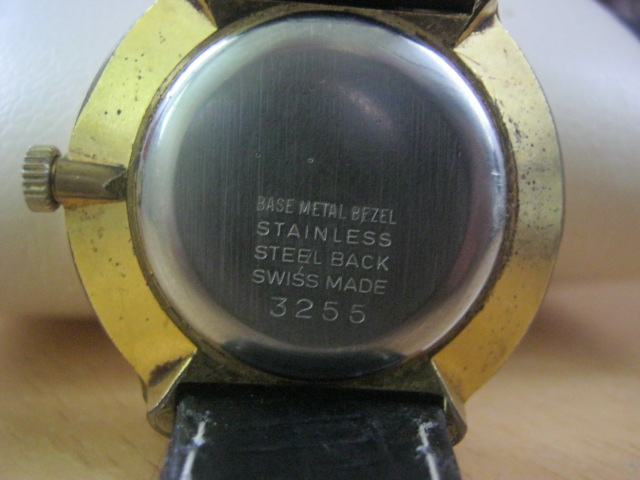 BASE METAL BEZEL
STAINLESS
STEEL BACK
SWISS MADE
3255